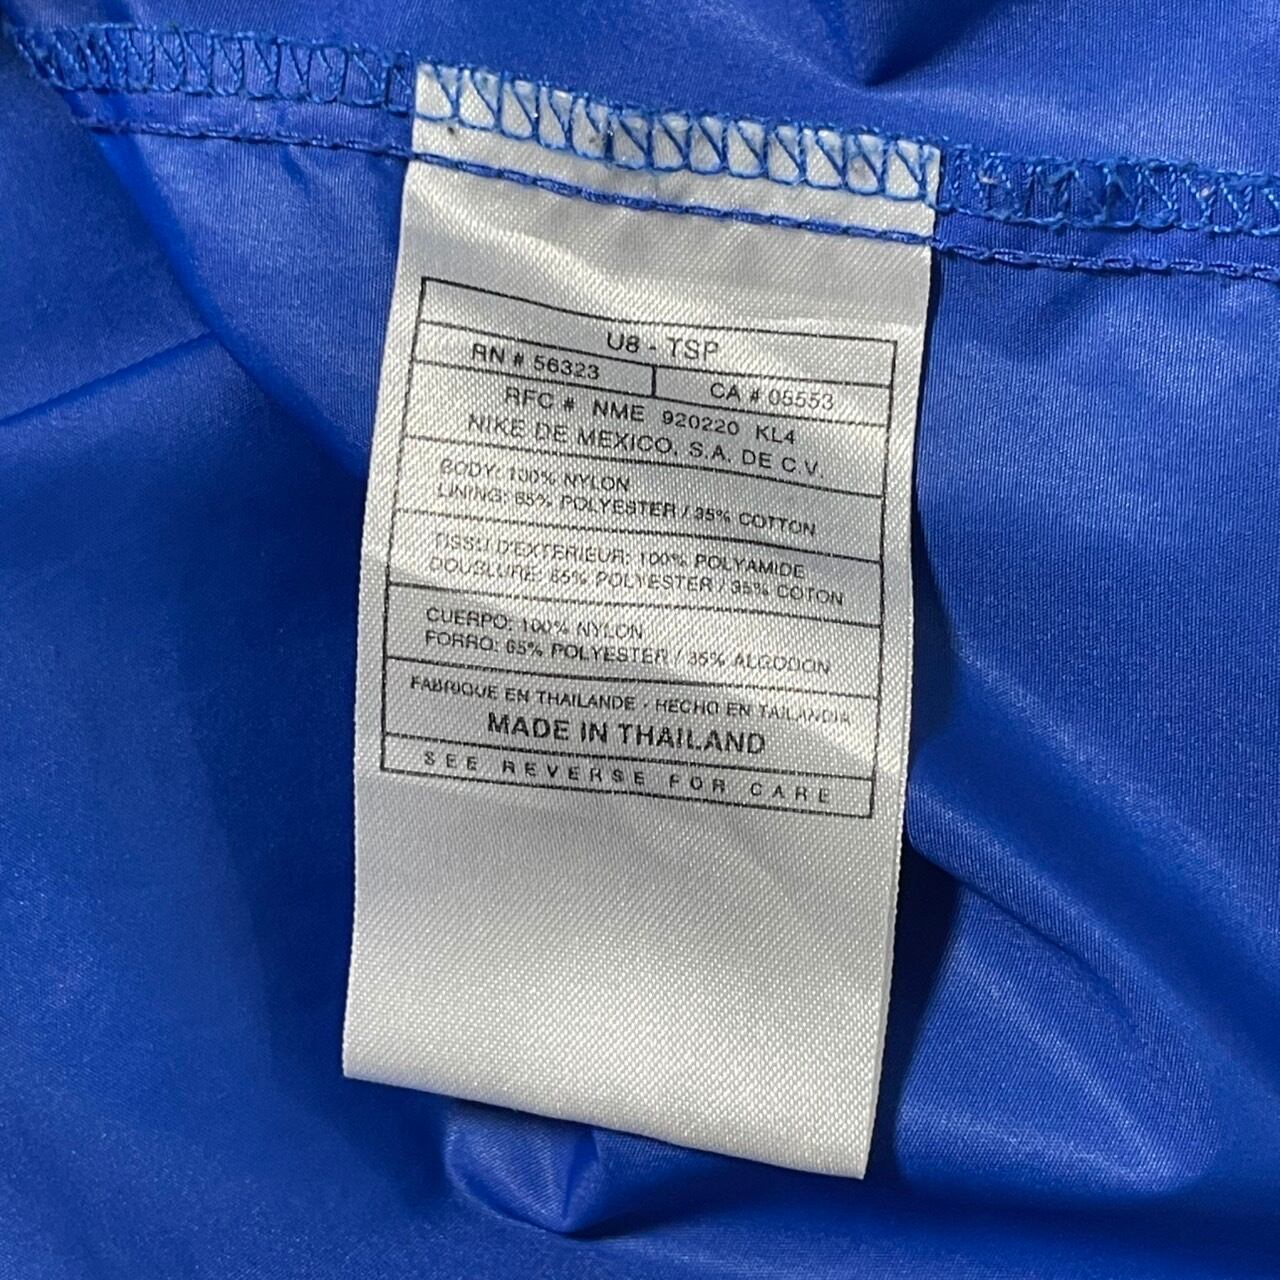 U8 - TSP
RN # 56323 CA # 05553
RFC # NME 920220 KL4
NIKE DE MEXICO, S.A. DE C.V.
BODY: 100% NYLON
LINING: 65% POLYESTER / 35% COTTON
TISSU D'EXTERIEUR: 100% POLYAMIDE
DOUBLURE: 65% POLYESTER / 35% COTON
CUERPO: 100% NYLON
FORRO: 65% POLYESTER / 35% ALGODON
FABRIQUE EN THAILANDE - HECHO EN TAILANDIA
MADE IN THAILAND
SEE REVERSE FOR CARE